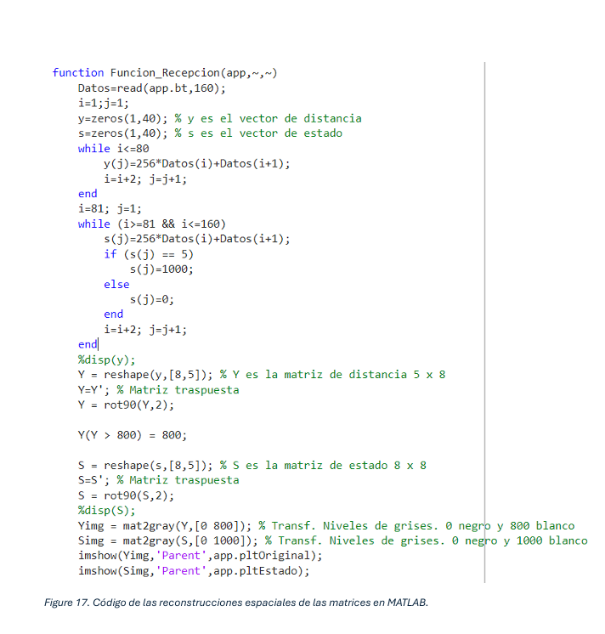 function Funcion_Recepcion(app,~,~)
Datos=read(app.bt,160);
i=1;j=1;
y=zeros(1,40); % y es el vector de distancia
s=zeros(1,40); % s es el vector de estado
while i<=80
y(j)=256*Datos(i)+Datos(i+1);
i=i+2; j=j+1;
end
i=81; j=1;
while (i>=81 && i<=160)
s(j)=256*Datos(i)+Datos(i+1);
if (s(j) == 5)
s(j)=1000;
else
s(j)=0;
end
i=i+2; j=j+1;
end
%disp(y);
Y = reshape(y,[8,5]); % Y es la matriz de distancia 5 x 8
Y=Y'; % Matriz traspuesta
Y = rot90(Y,2);
Y(Y > 800) = 800;
S = reshape(s,[8,5]); % S es la matriz de estado 8 x 8
S=S'; % Matriz traspuesta
S = rot90(S,2);
%disp(S);
Yimg = mat2gray(Y,[0 800]); % Transf. Niveles de grises. 0 negro y 800 blanco
Simg = mat2gray(S,[0 1000]); % Transf. Niveles de grises. 0 negro y 1000 blanco
imshow(Yimg,'Parent',app.pltOriginal);
imshow(Simg,'Parent',app.pltEstado);
Figure 17. Código de las reconstrucciones espaciales de las matrices en MATLAB.